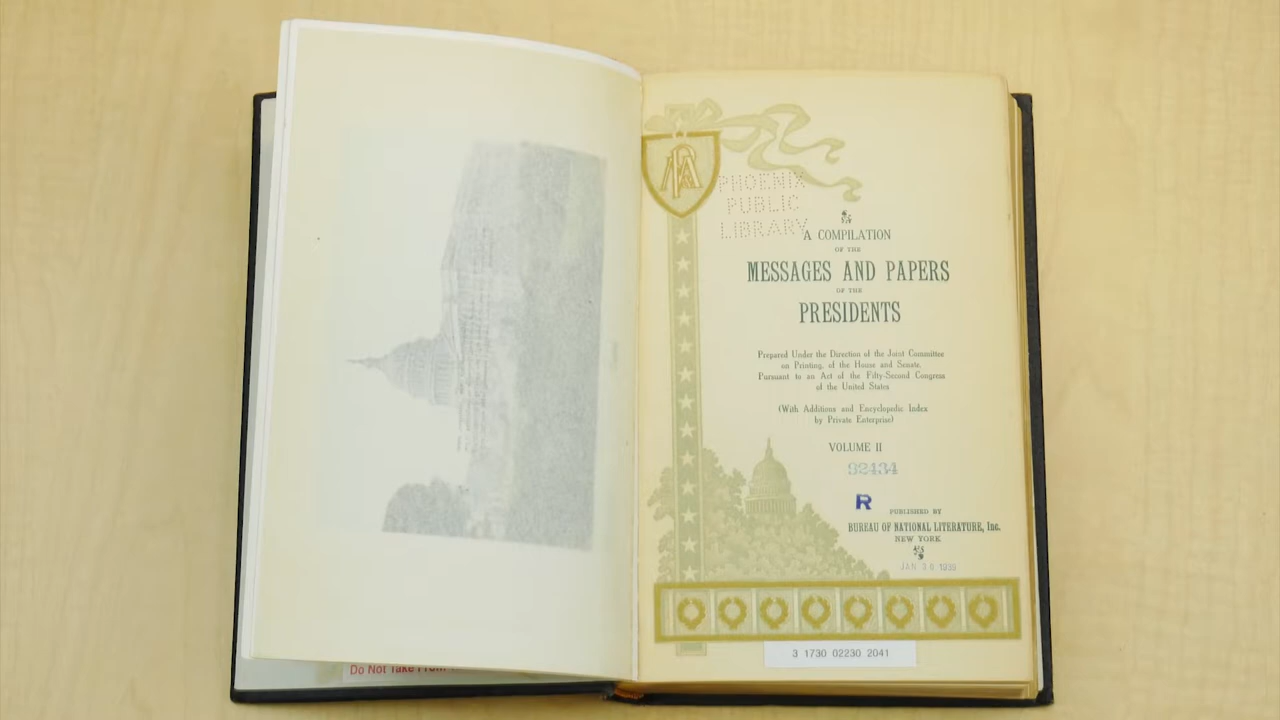 PHOENIX
PUBLIC
LIBRARY
A COMPILATION
OF THE
MESSAGES AND PAPERS
OF THE
PRESIDENTS
Prepared Under the Direction of the Joint Committee
on Printing, of the House and Senate,
Pursuant to an Act of the Fifty-Second Congress
of the United States
(With Additions and Encyclopedic Index
by Private Enterprise)
VOLUME II
92434
R
PUBLISHED BY
BUREAU OF NATIONAL LITERATURE, Inc.
NEW YORK
JAN
3 1730 02230 2041
Do Not Take From